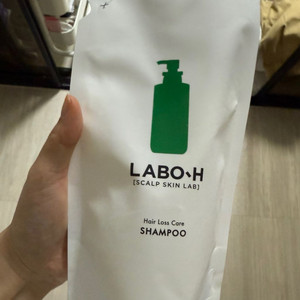 LABO-H
[SCALP SKIN LAB]
Hair Loss Care
SHAMPOO